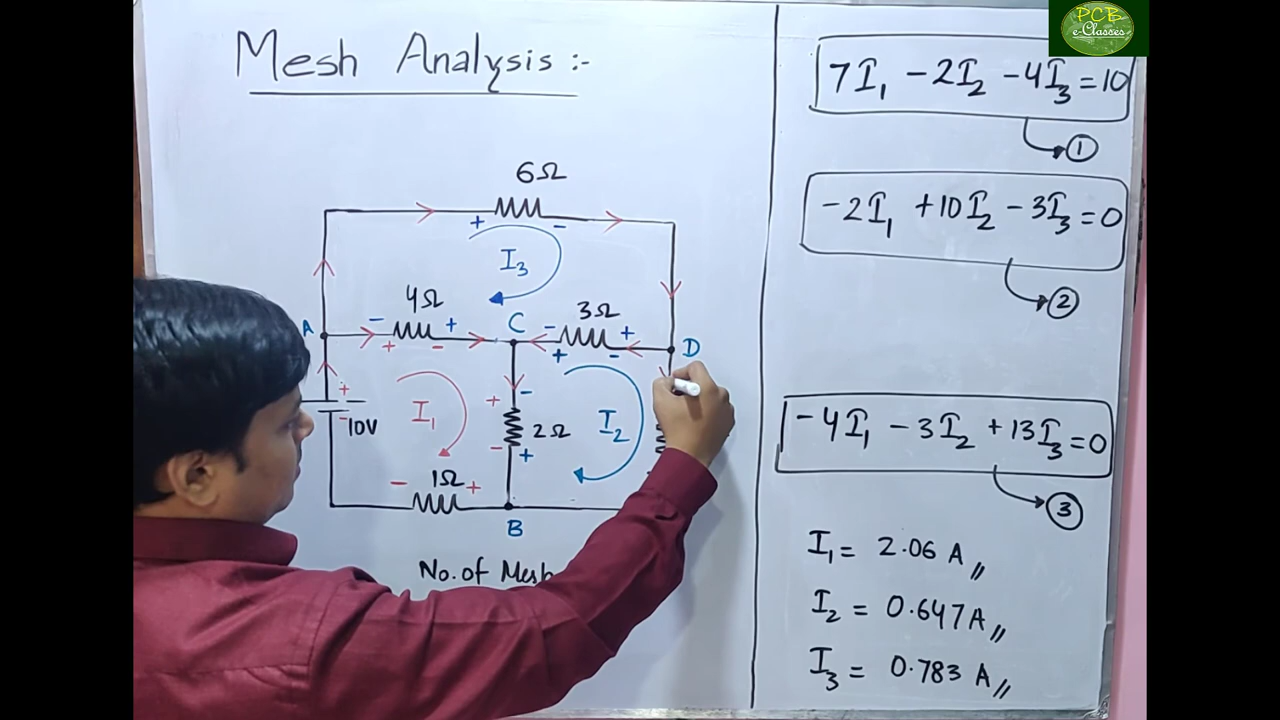 PCB
e-Classes
Mesh Analysis :-
6Ω
+ -
I3
4Ω
3Ω
A
- +
C
- +
D
+ -
+ -
+
-
10V
I1
+ -
2Ω
- +
I2
- 1Ω +
B
No. of Mesh
7I1 - 2I2 - 4I3 = 10
1
-2I1 + 10I2 - 3I3 = 0
2
-4I1 - 3I2 + 13I3 = 0
3
I1 = 2.06 A,,
I2 = 0.647A,,
I3 = 0.783 A,,